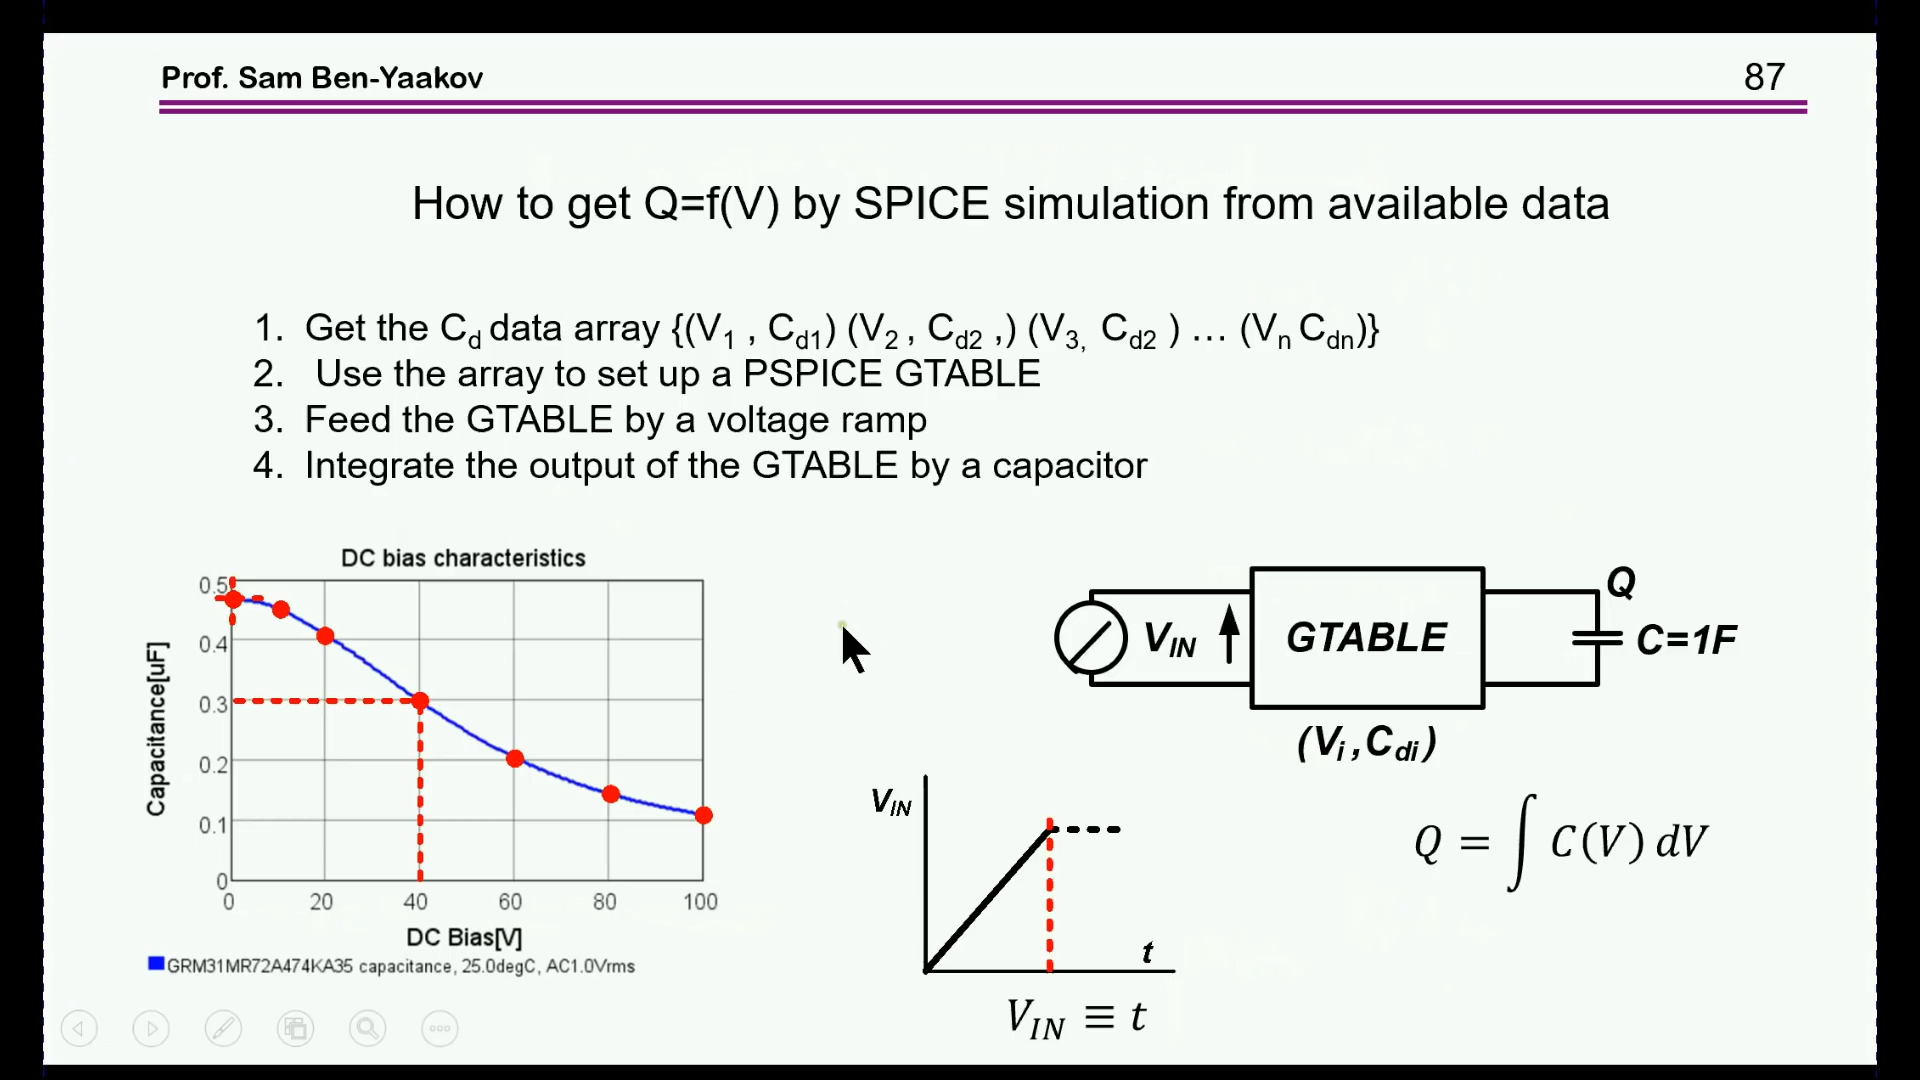 Prof. Sam Ben-Yaakov
87
How to get Q=f(V) by SPICE simulation from available data
1. Get the Cd data array {(V1 , Cd1) (V2 , Cd2 ,) (V3, Cd2 ) … (Vn Cdn)}
2. Use the array to set up a PSPICE GTABLE
3. Feed the GTABLE by a voltage ramp
4. Integrate the output of the GTABLE by a capacitor
DC bias characteristics
0.5
0.4
0.3
0.2
0.1
0
Capacitance[uF]
0 20 40 60 80 100
DC Bias[V]
GRM31MR72A474KA35 capacitance, 25.0degC, AC1.0Vrms
VIN
GTABLE
Q
C=1F
(Vi ,Cdi)
VIN
t
VIN ≡ t
Q = ∫ C(V) dV